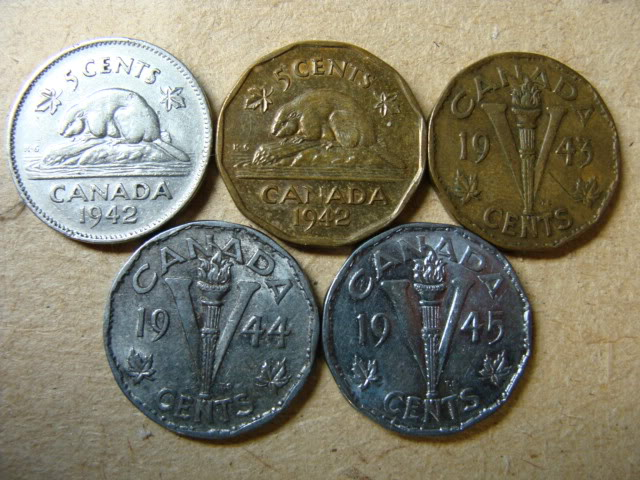 5 CENTS
K·G
CANADA
1942
5 CENTS
K·G
CANADA
1942
CANADA
19 V 43
CENTS
CANADA
19 V 44
CENTS
CANADA
19 V 45
CENTS